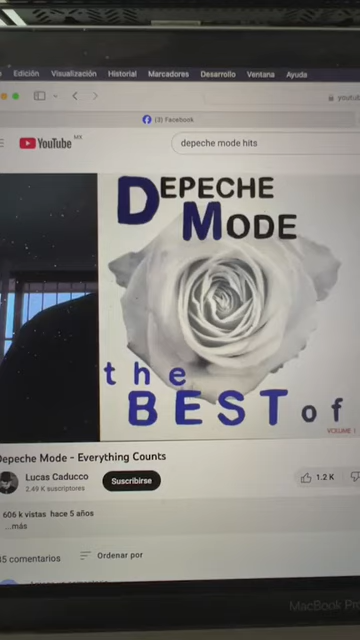 Edición Visualización Historial Marcadores Desarrollo Ventana Ayuda
(3) Facebook
YouTube MX
depeche mode hits
DEPECHE
MODE
the
BEST of
VOLUME 1
Depeche Mode - Everything Counts
Lucas Caducco
2.49 K suscriptores
Suscribirse
1.2 K
606 k vistas hace 5 años
...más
comentarios
Ordenar por
MacBook Pro